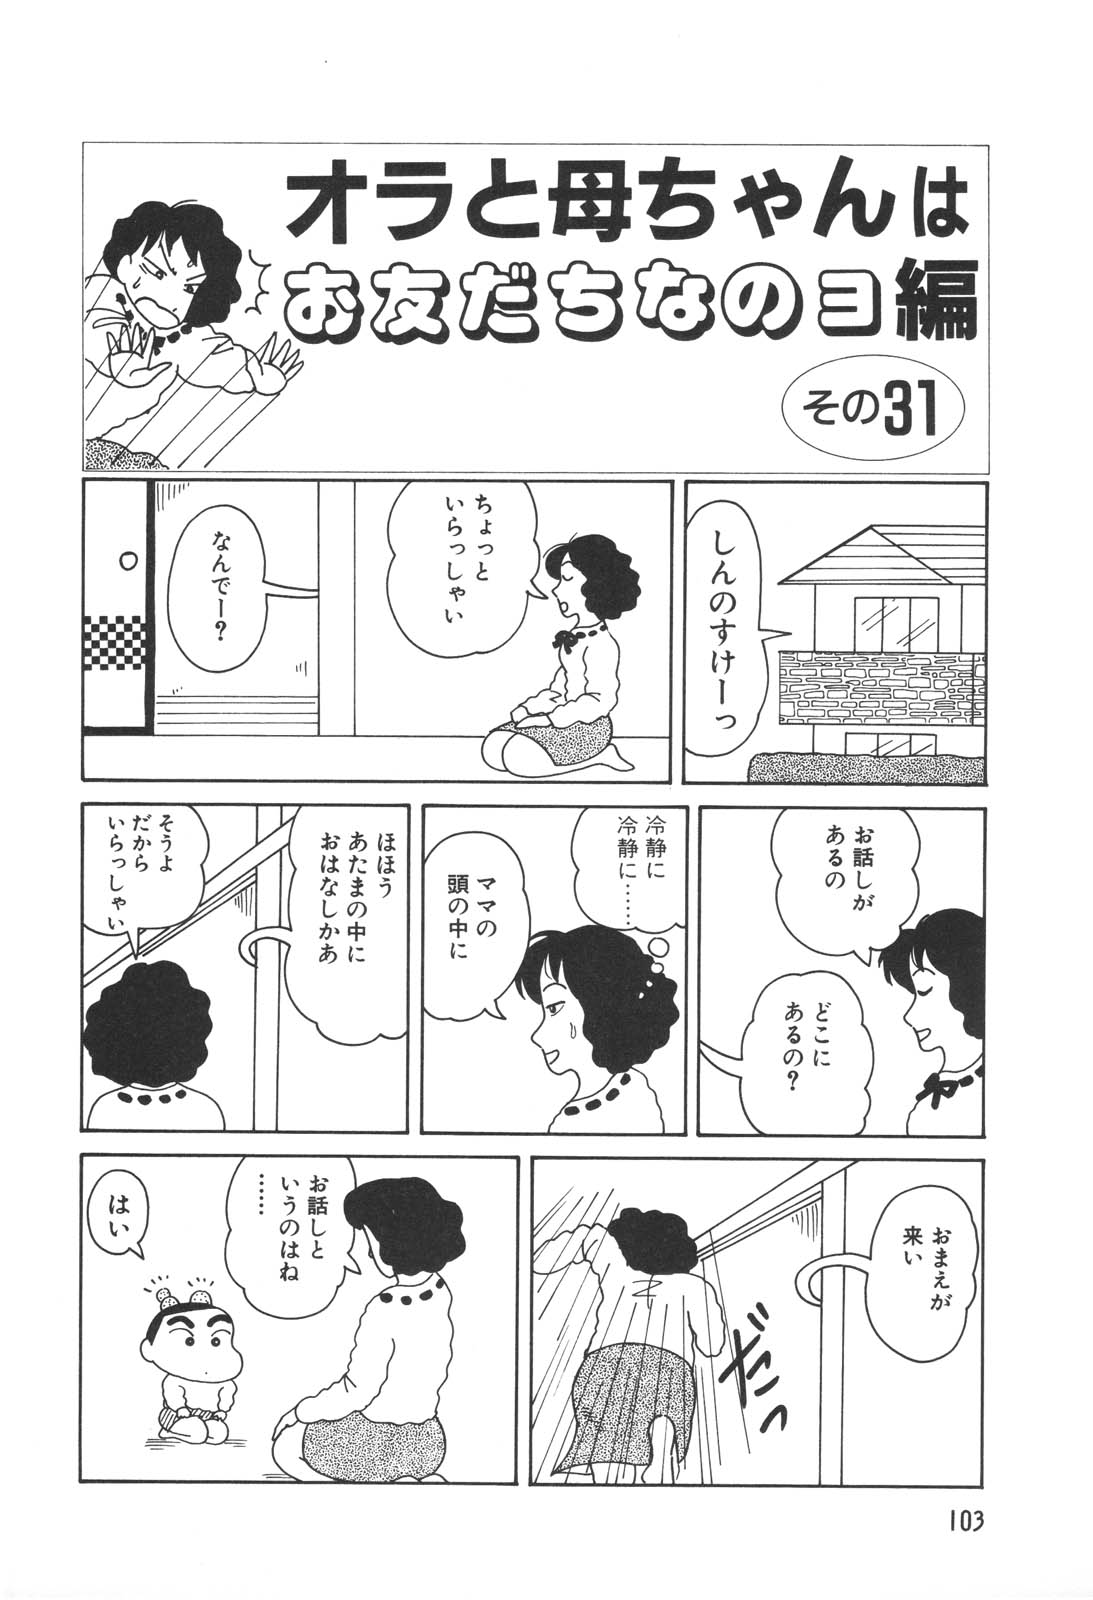 オラと母ちゃんは
お友だちなのヨ編
その31
しんのすけーっ
ちょっと
いらっしゃい
なんでー?
お話しが
あるの
どこに
あるの?
冷静に
冷静に……
ママの
頭の中に
ほほう
あたまの中に
おはなしかあ
そうよ
だから
いらっしゃい
おまえが
来い
だっ
お話しと
いうのはね
……
はい
103